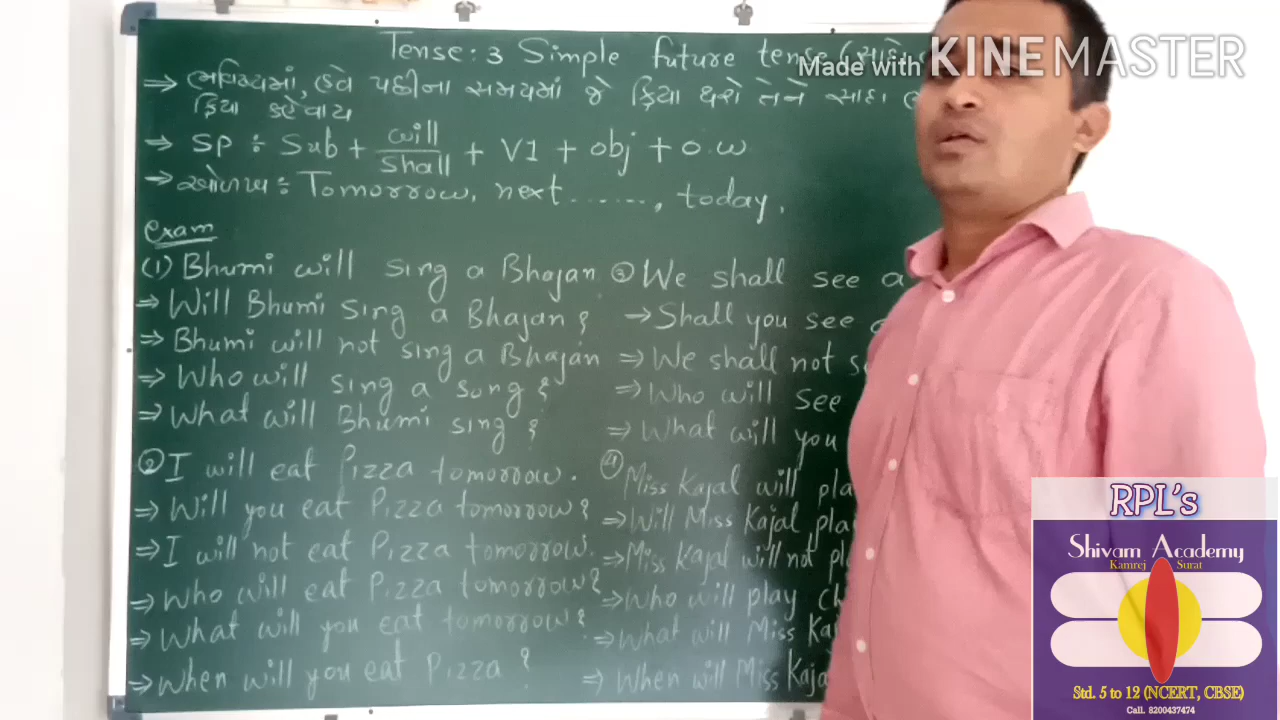 Tense: 3 Simple future tense (સાદો
Made with KINEMASTER
⇒ ભવિષ્યમાં, હવે પછીના સમયમાં જે ક્રિયા થશે તેને સાદા
ક્રિયા કહેવાય
→ SP ÷ Sub + will/shall + V1 + obj + o.w
→ ઓળખ÷ Tomorrow, next ......, today,
exam
(1) Bhumi will sing a Bhajan
⇒ Will Bhumi sing a Bhajan?
⇒ Bhumi will not sing a Bhajan
⇒ Who will sing a song?
⇒ What will Bhumi sing?
② I will eat Pizza tomorrow.
⇒ Will you eat Pizza tomorrow?
⇒ I will not eat Pizza tomorrow.
⇒ Who will eat Pizza tomorrow?
⇒ What will you eat tomorrow?
⇒ When will you eat Pizza?
③ We shall see a
→ Shall you see
⇒ We shall not
⇒ Who will see
⇒ What will you
④ Miss Kajal will pla
⇒ Will Miss Kajal pla
⇒ Miss Kajal will not pl
⇒ Who will play ch
⇒ What will Miss Ka
⇒ When will Miss Kaja
RPL's
Shivam Academy
Kamrej Surat
Std. 5 to 12 (NCERT, CBSE)
Call. 8200437474